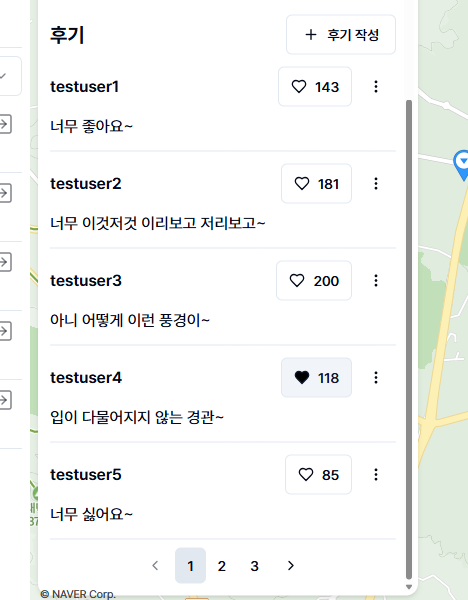 후기
+ 후기 작성
testuser1
143
너무 좋아요~
testuser2
181
너무 이것저것 이리보고 저리보고~
testuser3
200
아니 어떻게 이런 풍경이~
testuser4
118
입이 다물어지지 않는 경관~
testuser5
85
너무 싫어요~
1 2 3
© NAVER Corp.